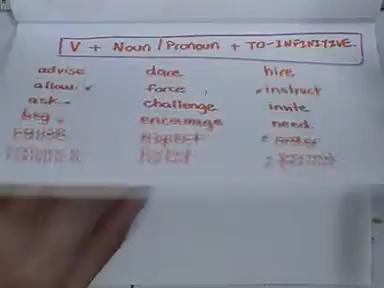 V + Noun / Pronoun + TO-INFINITIVE.
advise dare hire
allow force instruct
ask challenge invite
beg encourage need